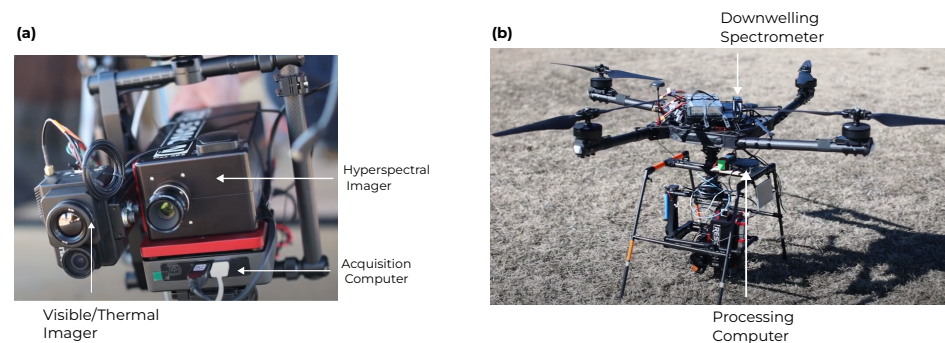 (a)
Hyperspectral
Imager
Acquisition
Computer
Visible/Thermal
Imager
(b)
Downwelling
Spectrometer
Processing
Computer